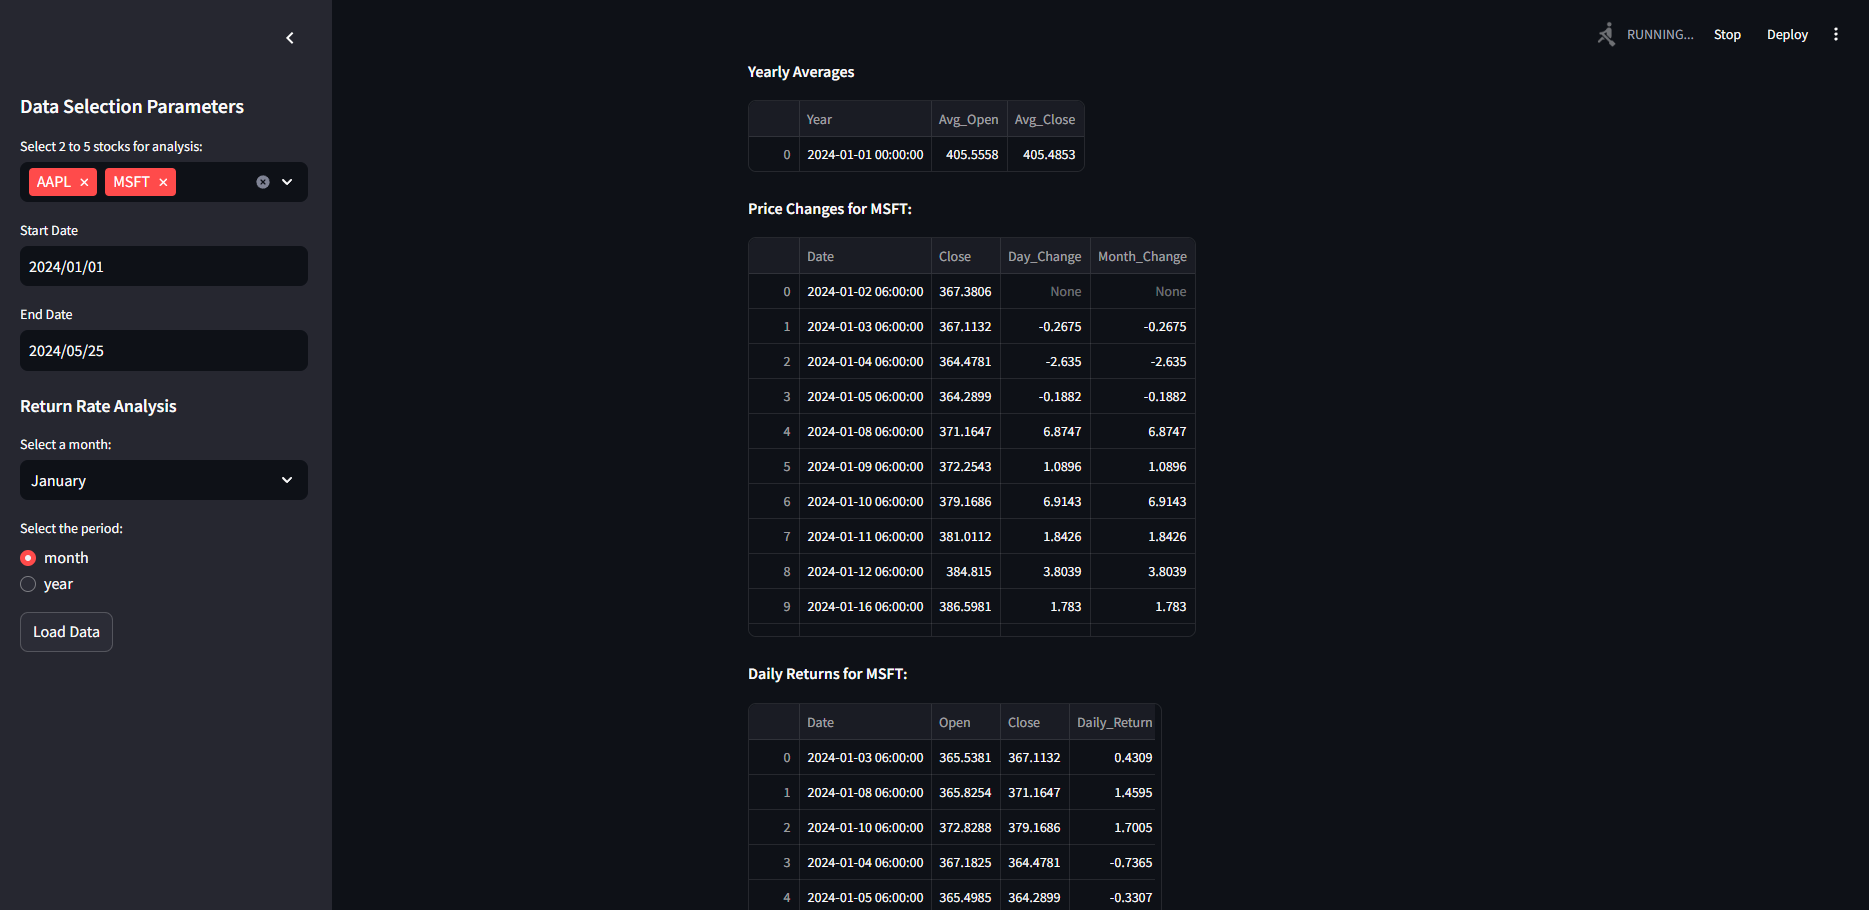 RUNNING... Stop Deploy
Data Selection Parameters
Select 2 to 5 stocks for analysis:
AAPL MSFT
Start Date
2024/01/01
End Date
2024/05/25
Return Rate Analysis
Select a month:
January
Select the period:
month
year
Load Data
Yearly Averages
Year Avg_Open Avg_Close
0 2024-01-01 00:00:00 405.5558 405.4853
Price Changes for MSFT:
Date Close Day_Change Month_Change
0 2024-01-02 06:00:00 367.3806 None None
1 2024-01-03 06:00:00 367.1132 -0.2675 -0.2675
2 2024-01-04 06:00:00 364.4781 -2.635 -2.635
3 2024-01-05 06:00:00 364.2899 -0.1882 -0.1882
4 2024-01-08 06:00:00 371.1647 6.8747 6.8747
5 2024-01-09 06:00:00 372.2543 1.0896 1.0896
6 2024-01-10 06:00:00 379.1686 6.9143 6.9143
7 2024-01-11 06:00:00 381.0112 1.8426 1.8426
8 2024-01-12 06:00:00 384.815 3.8039 3.8039
9 2024-01-16 06:00:00 386.5981 1.783 1.783
Daily Returns for MSFT:
Date Open Close Daily_Return
0 2024-01-03 06:00:00 365.5381 367.1132 0.4309
1 2024-01-08 06:00:00 365.8254 371.1647 1.4595
2 2024-01-10 06:00:00 372.8288 379.1686 1.7005
3 2024-01-04 06:00:00 367.1825 364.4781 -0.7365
4 2024-01-05 06:00:00 365.4985 364.2899 -0.3307